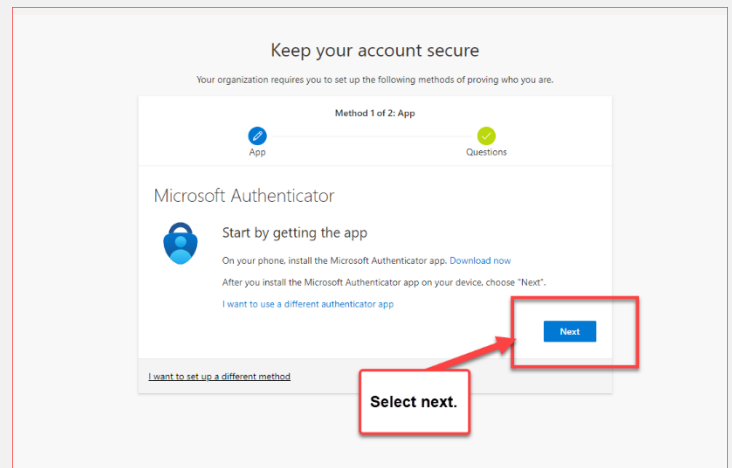 Keep your account secure
Your organization requires you to set up the following methods of proving who you are.
Method 1 of 2: App
App
Questions
Microsoft Authenticator
Start by getting the app
On your phone, install the Microsoft Authenticator app. Download now
After you install the Microsoft Authenticator app on your device, choose "Next".
I want to use a different authenticator app
Next
I want to set up a different method
Select next.